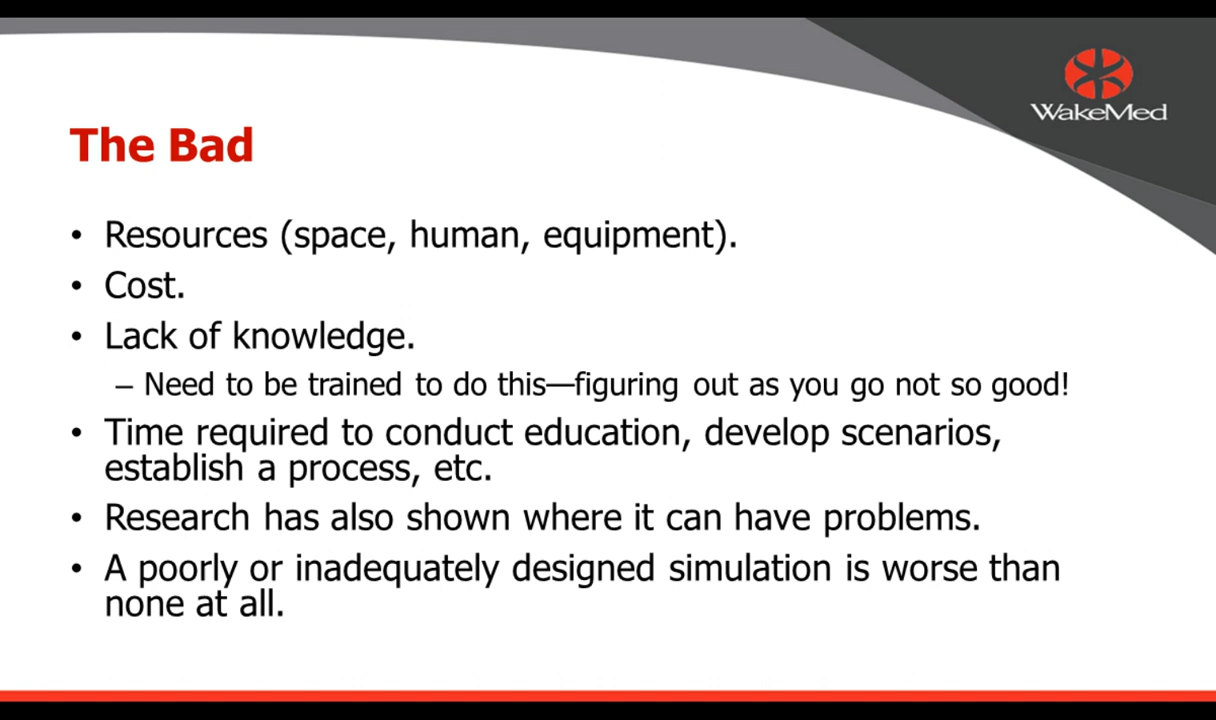 WakeMed
The Bad
• Resources (space, human, equipment).
• Cost.
• Lack of knowledge.
– Need to be trained to do this—figuring out as you go not so good!
• Time required to conduct education, develop scenarios,
establish a process, etc.
• Research has also shown where it can have problems.
• A poorly or inadequately designed simulation is worse than
none at all.